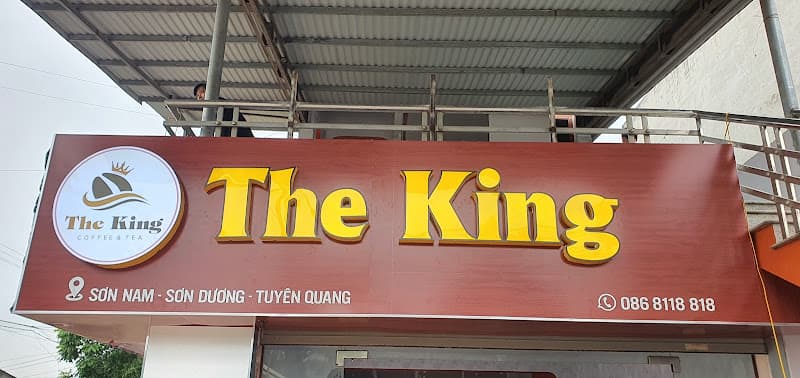 The King
COFFEE & TEA
The King
SƠN NAM - SƠN DƯƠNG - TUYÊN QUANG
086 8118 818